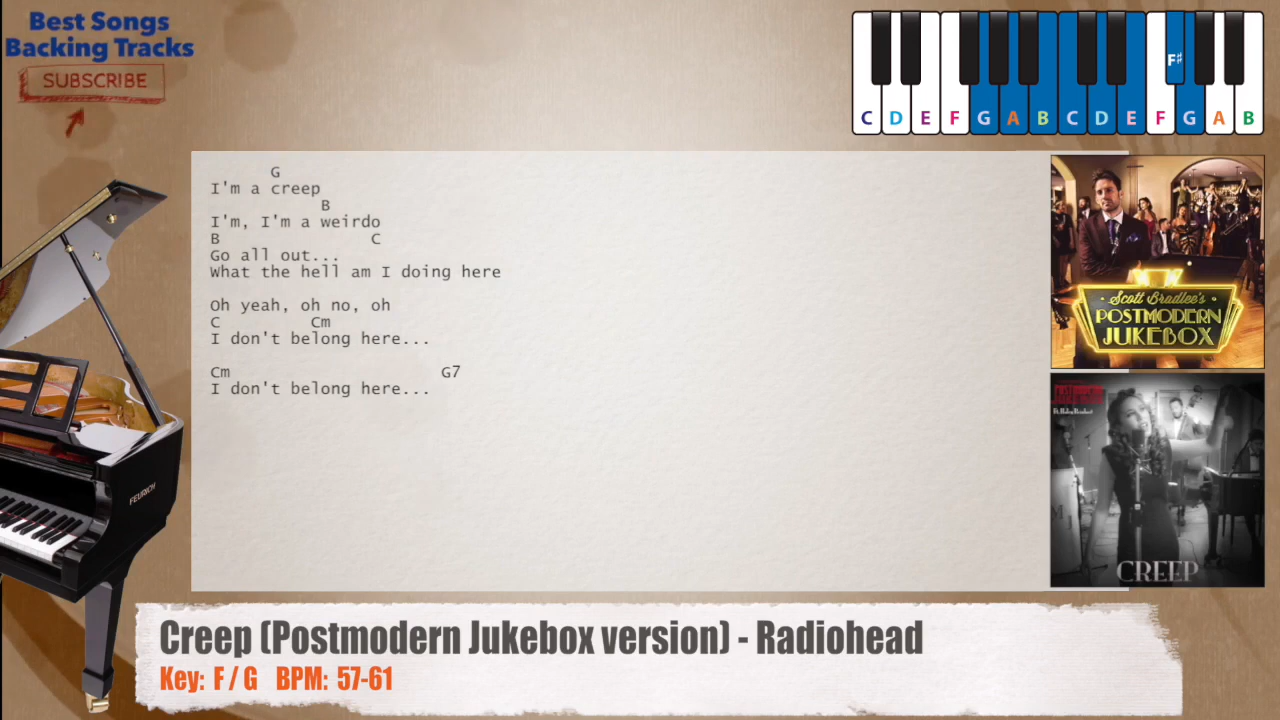 Best Songs
Backing Tracks
SUBSCRIBE
C D E F G A B C D E F G A B
F#
G
I'm a creep
B
I'm, I'm a weirdo
B C
Go all out...
What the hell am I doing here
Oh yeah, oh no, oh
C Cm
I don't belong here...
Cm G7
I don't belong here...
Scott Bradlee's
POSTMODERN
JUKEBOX
POSTMODERN
JUKEBOX
CREEP
FEURICH
Creep (Postmodern Jukebox version) - Radiohead
Key: F / G BPM: 57-61